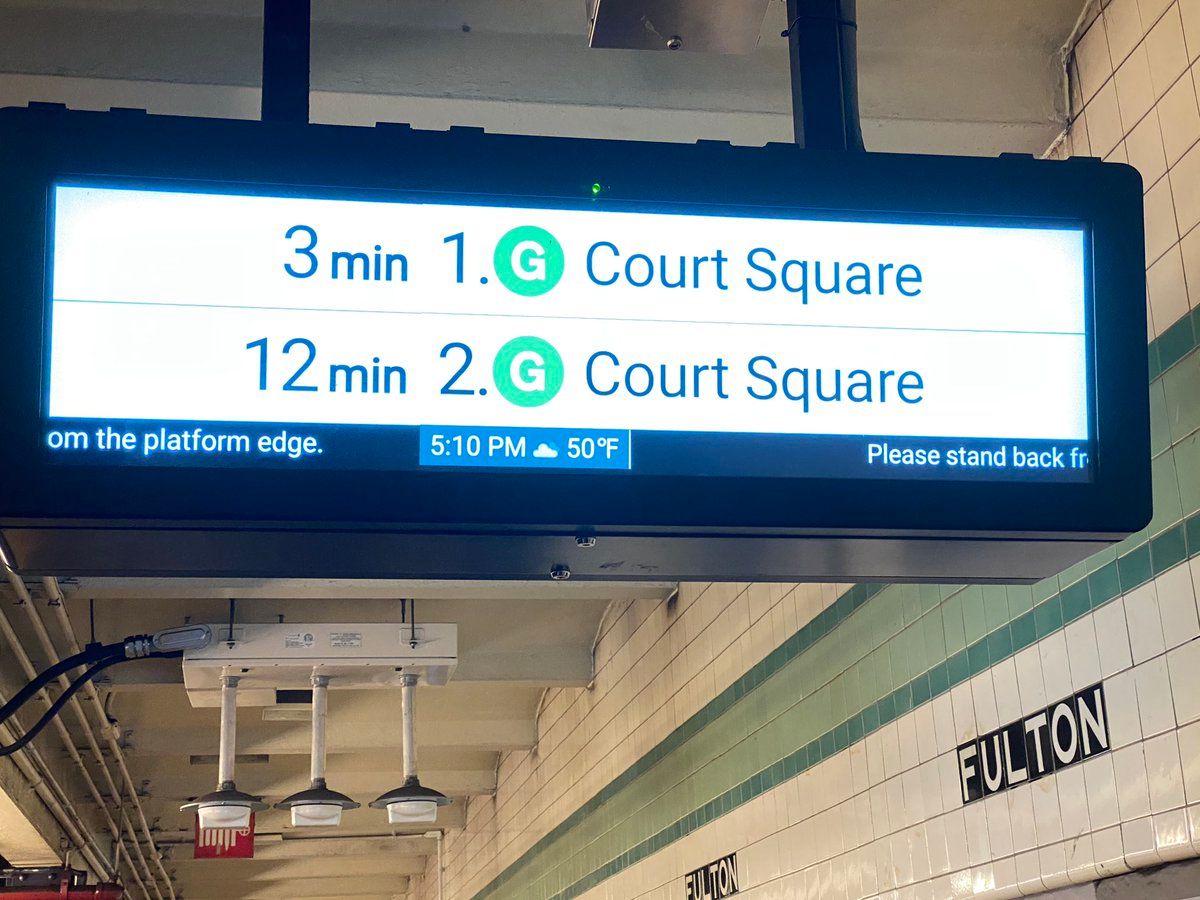 3 min 1. G Court Square
12 min 2. G Court Square
om the platform edge. 5:10 PM 50°F Please stand back fr
FULTON
FULTON